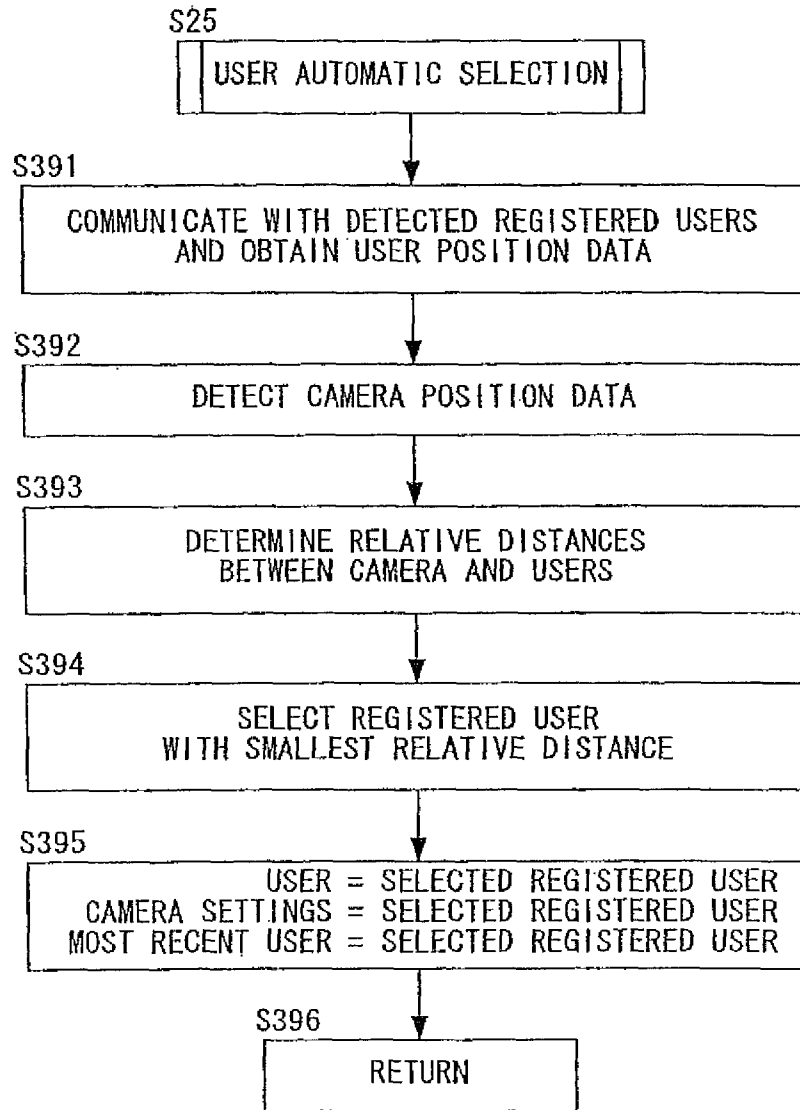 S25
USER AUTOMATIC SELECTION
S391
COMMUNICATE WITH DETECTED REGISTERED USERS
AND OBTAIN USER POSITION DATA
S392
DETECT CAMERA POSITION DATA
S393
DETERMINE RELATIVE DISTANCES
BETWEEN CAMERA AND USERS
S394
SELECT REGISTERED USER
WITH SMALLEST RELATIVE DISTANCE
S395
USER = SELECTED REGISTERED USER
CAMERA SETTINGS = SELECTED REGISTERED USER
MOST RECENT USER = SELECTED REGISTERED USER
S396
RETURN